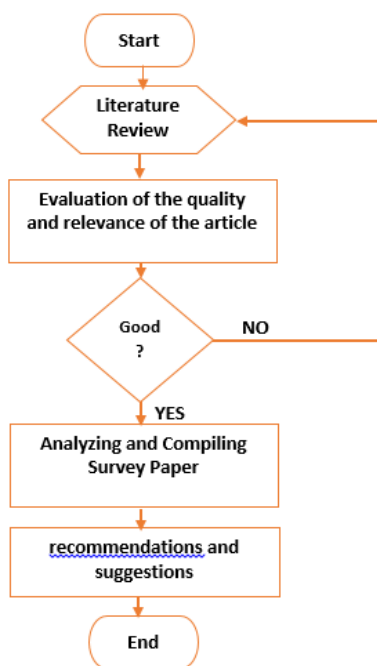 Start
Literature
Review
Evaluation of the quality
and relevance of the article
Good
?
NO
YES
Analyzing and Compiling
Survey Paper
recommendations and
suggestions
End